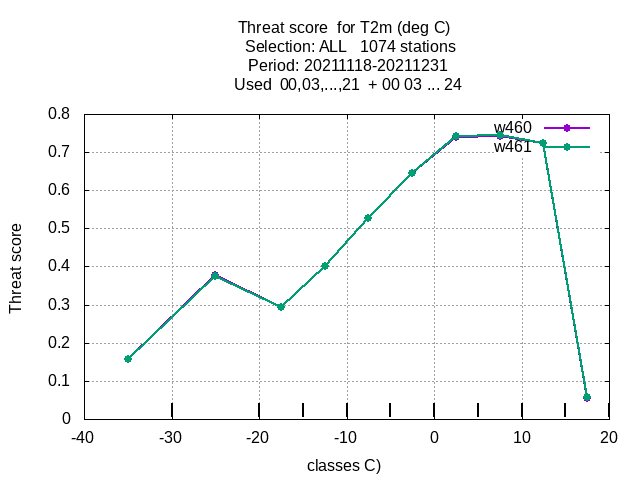 Threat score  for T2m (deg C)
Selection: ALL   1074 stations
Period: 20211118-20211231
Used  00,03,...,21  + 00 03 ... 24
0.8
0.7
0.6
0.5
0.4
0.3
0.2
0.1
0
Threat score
w460
w461
-40 -30 -20 -10 0 10 20
classes C)